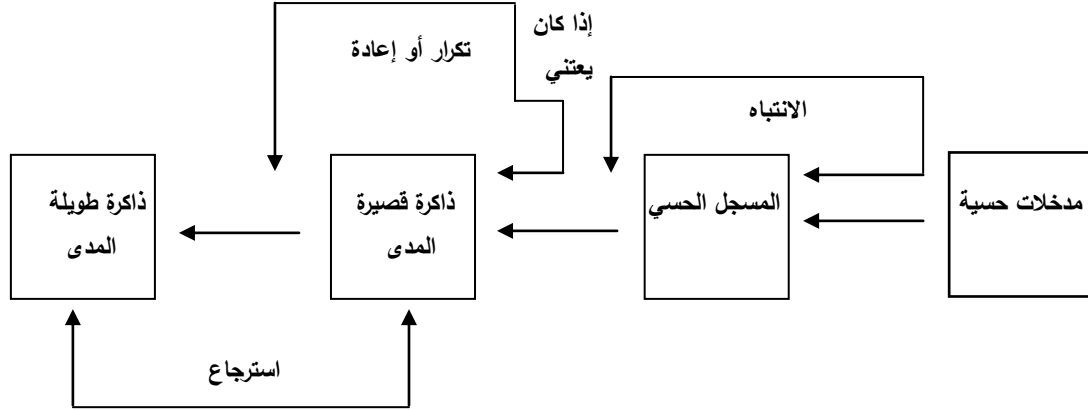 إذا كان
يعتني
تكرار أو إعادة
الانتباه
مدخلات حسية
المسجل الحسي
ذاكرة قصيرة
المدى
ذاكرة طويلة
المدى
استرجاع